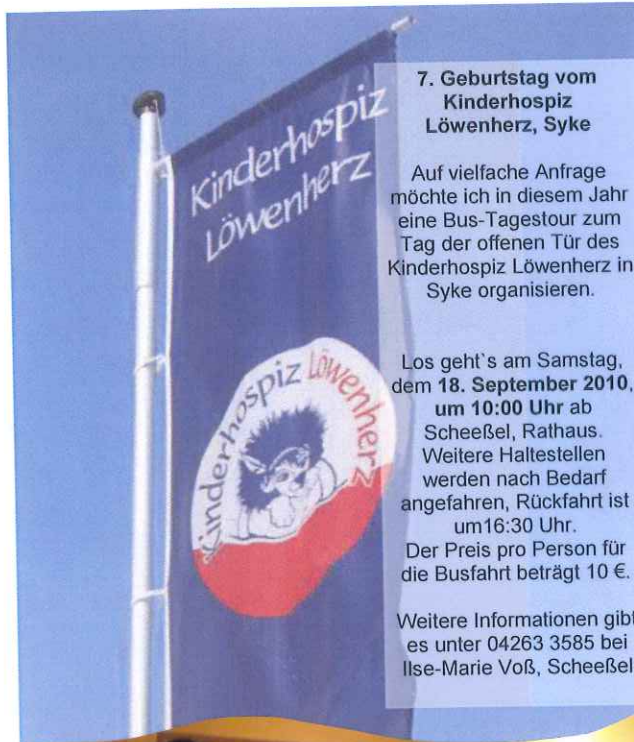 Kinderhospiz
Löwenherz
Kinderhospiz Löwenherz
7. Geburtstag vom
Kinderhospiz
Löwenherz, Syke
Auf vielfache Anfrage
möchte ich in diesem Jahr
eine Bus-Tagestour zum
Tag der offenen Tür des
Kinderhospiz Löwenherz in
Syke organisieren.
Los geht`s am Samstag,
dem 18. September 2010,
um 10:00 Uhr ab
Scheeßel, Rathaus.
Weitere Haltestellen
werden nach Bedarf
angefahren, Rückfahrt ist
um16:30 Uhr.
Der Preis pro Person für
die Busfahrt beträgt 10 €.
Weitere Informationen gibt
es unter 04263 3585 bei
Ilse-Marie Voß, Scheeßel